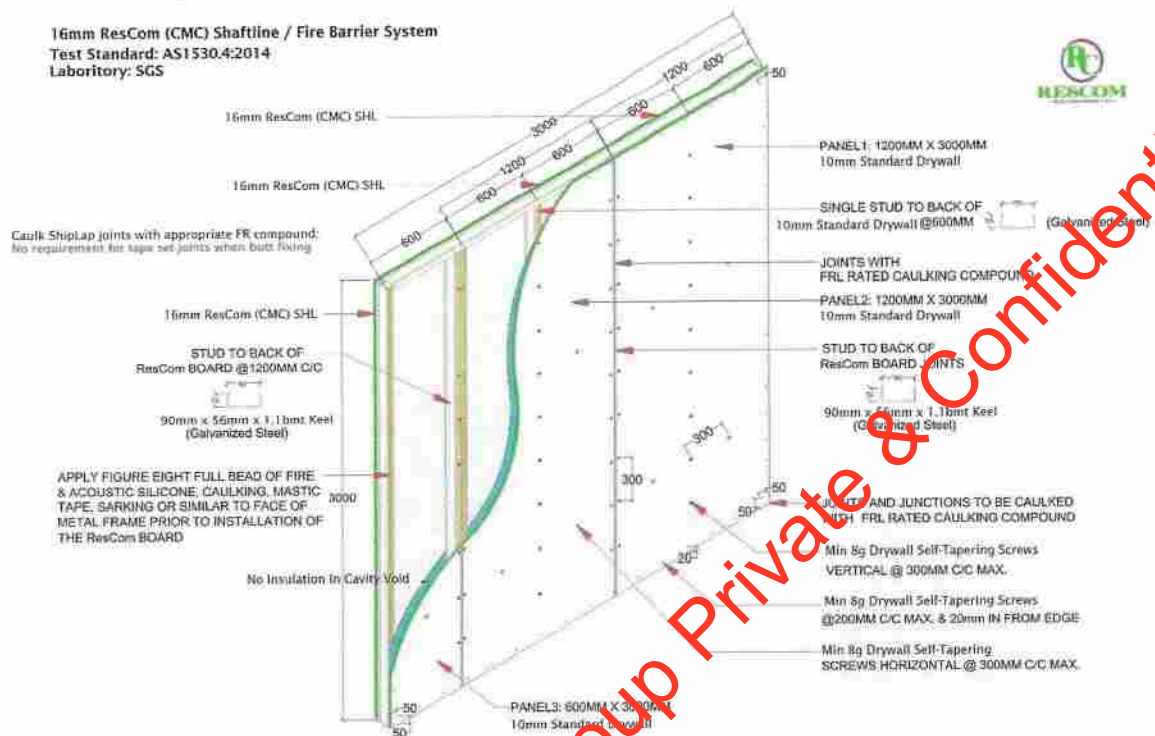 16mm ResCom (CMC) Shaftline / Fire Barrier System
Test Standard: AS1530.4:2014
Laboritory: SGS
RC
RESCOM
16mm ResCom (CMC) SHL
16mm ResCom (CMC) SHL
Caulk ShipLap joints with appropriate FR compound;
No requirement for tape set joints when butt fixing
16mm ResCom (CMC) SHL
STUD TO BACK OF
ResCom BOARD @1200MM C/C
90mm x 56mm x 1.1bmt Keel
(Galvanized Steel)
APPLY FIGURE EIGHT FULL BEAD OF FIRE
& ACOUSTIC SILICONE, CAULKING, MASTIC
TAPE, SARKING OR SIMILAR TO FACE OF
METAL FRAME PRIOR TO INSTALLATION OF
THE ResCom BOARD
No Insulation In Cavity Void
3000
3000
1200
1200
600
600
600
600
600
50
PANEL1: 1200MM X 3000MM
10mm Standard Drywall
SINGLE STUD TO BACK OF
10mm Standard Drywall @600MM
(Galvanized Steel)
JOINTS WITH
FRL RATED CAULKING COMPOUND
PANEL2: 1200MM X 3000MM
10mm Standard Drywall
STUD TO BACK OF
ResCom BOARD JOINTS
90mm x 56mm x 1.1bmt Keel
(Galvanized Steel)
300
300
50
50
20
JOINTS AND JUNCTIONS TO BE CAULKED
WITH FRL RATED CAULKING COMPOUND
Min 8g Drywall Self-Tapering Screws
VERTICAL @ 300MM C/C MAX.
Min 8g Drywall Self-Tapering Screws
@200MM C/C MAX. & 20mm IN FROM EDGE
Min 8g Drywall Self-Tapering
SCREWS HORIZONTAL @ 300MM C/C MAX.
PANEL3: 600MM X 3000MM
10mm Standard Drywall
50
50
oup Private & Confident